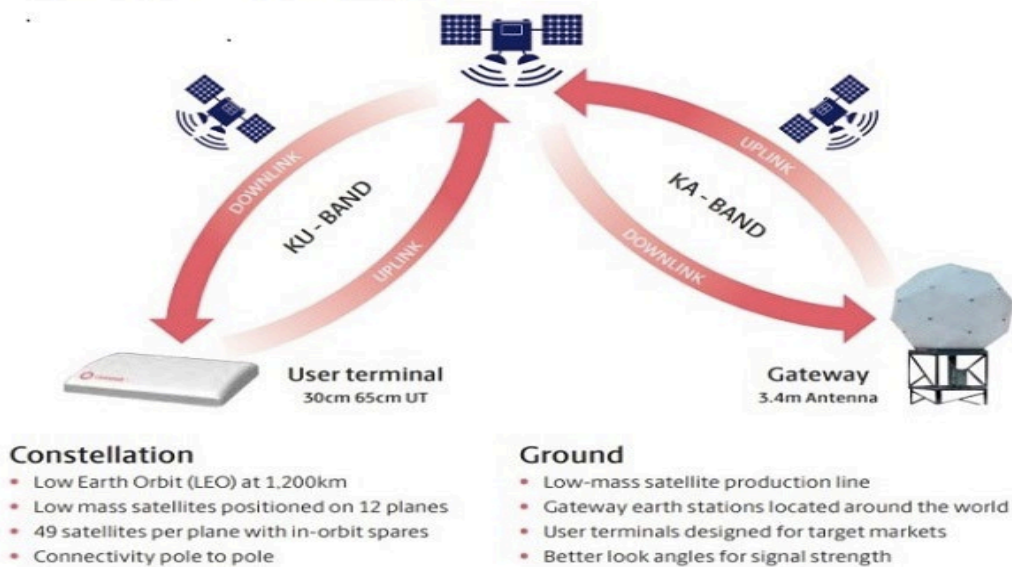 DOWNLINK
KU - BAND
UPLINK
UPLINK
KA - BAND
DOWNLINK
User terminal
30cm 65cm UT
Gateway
3.4m Antenna
Constellation
• Low Earth Orbit (LEO) at 1,200km
• Low mass satellites positioned on 12 planes
• 49 satellites per plane with in-orbit spares
• Connectivity pole to pole
Ground
• Low-mass satellite production line
• Gateway earth stations located around the world
• User terminals designed for target markets
• Better look angles for signal strength